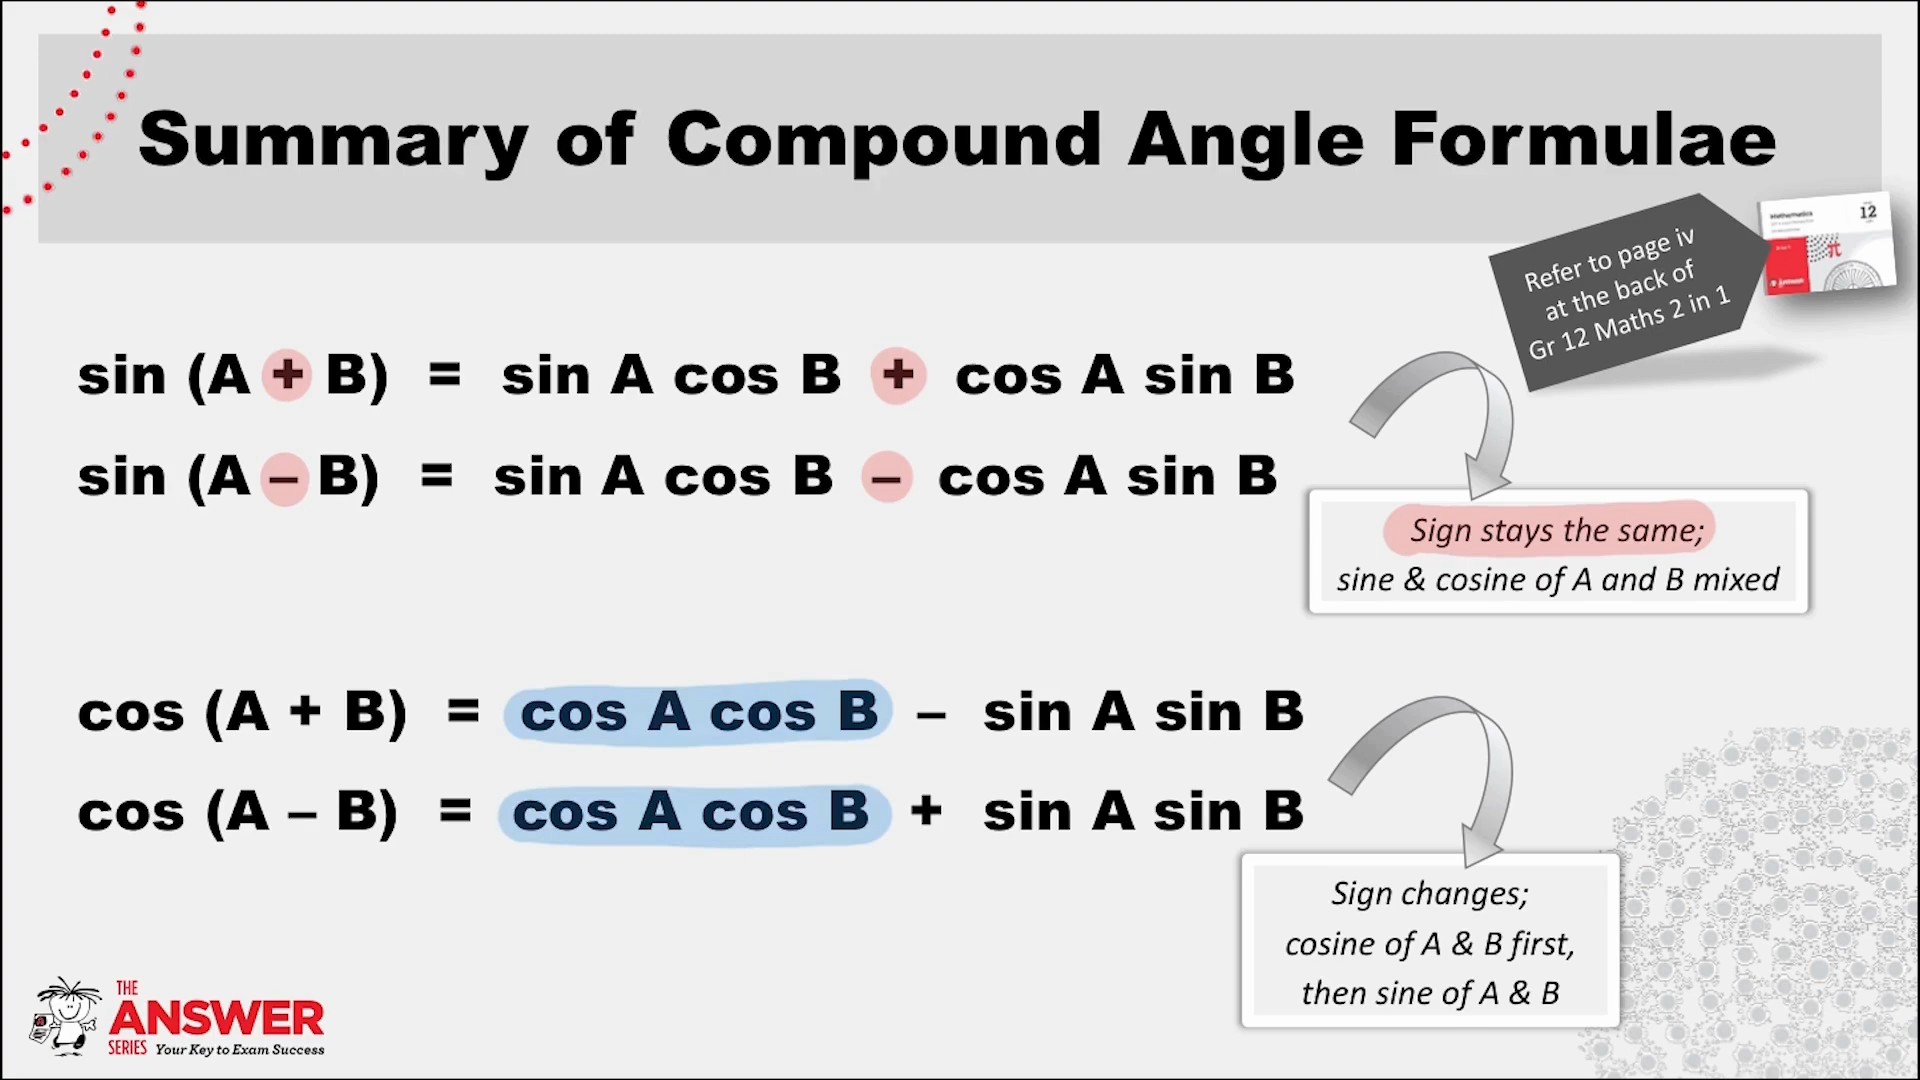 Summary of Compound Angle Formulae
Refer to page iv
at the back of
Gr 12 Maths 2 in 1
Mathematics
12
π
sin (A + B) = sin A cos B + cos A sin B
sin (A – B) = sin A cos B – cos A sin B
Sign stays the same;
sine & cosine of A and B mixed
cos (A + B) = cos A cos B – sin A sin B
cos (A – B) = cos A cos B + sin A sin B
Sign changes;
cosine of A & B first,
then sine of A & B
THE
ANSWER
SERIES Your Key to Exam Success